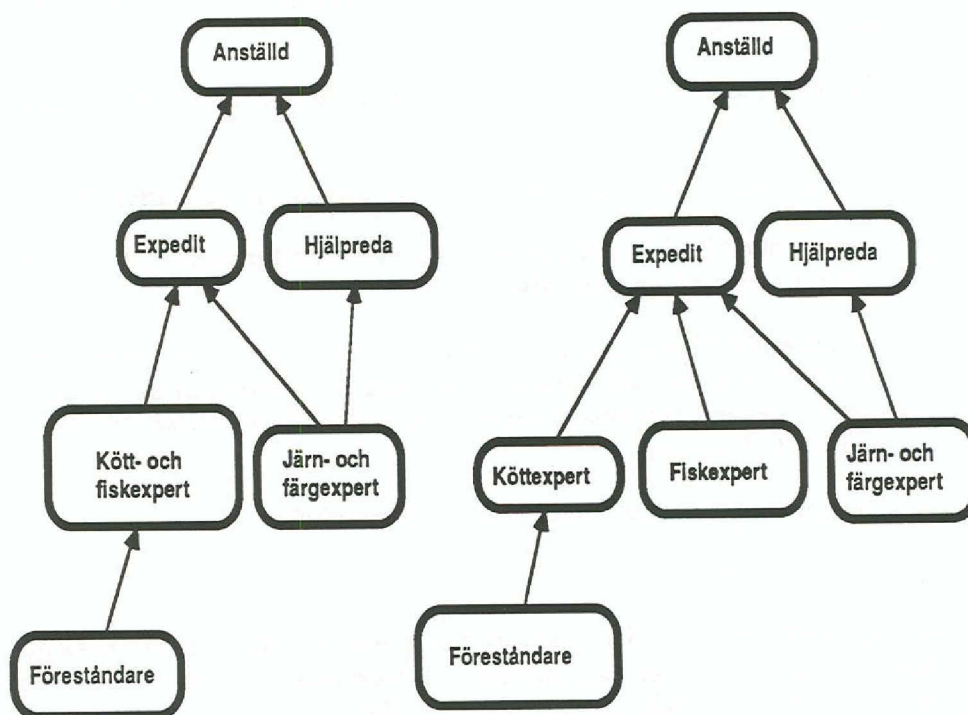 Anställd
Expedit
Hjälpreda
Kött- och
fiskexpert
Järn- och
färgexpert
Föreståndare
Anställd
Expedit
Hjälpreda
Köttexpert
Fiskexpert
Järn- och
färgexpert
Föreståndare